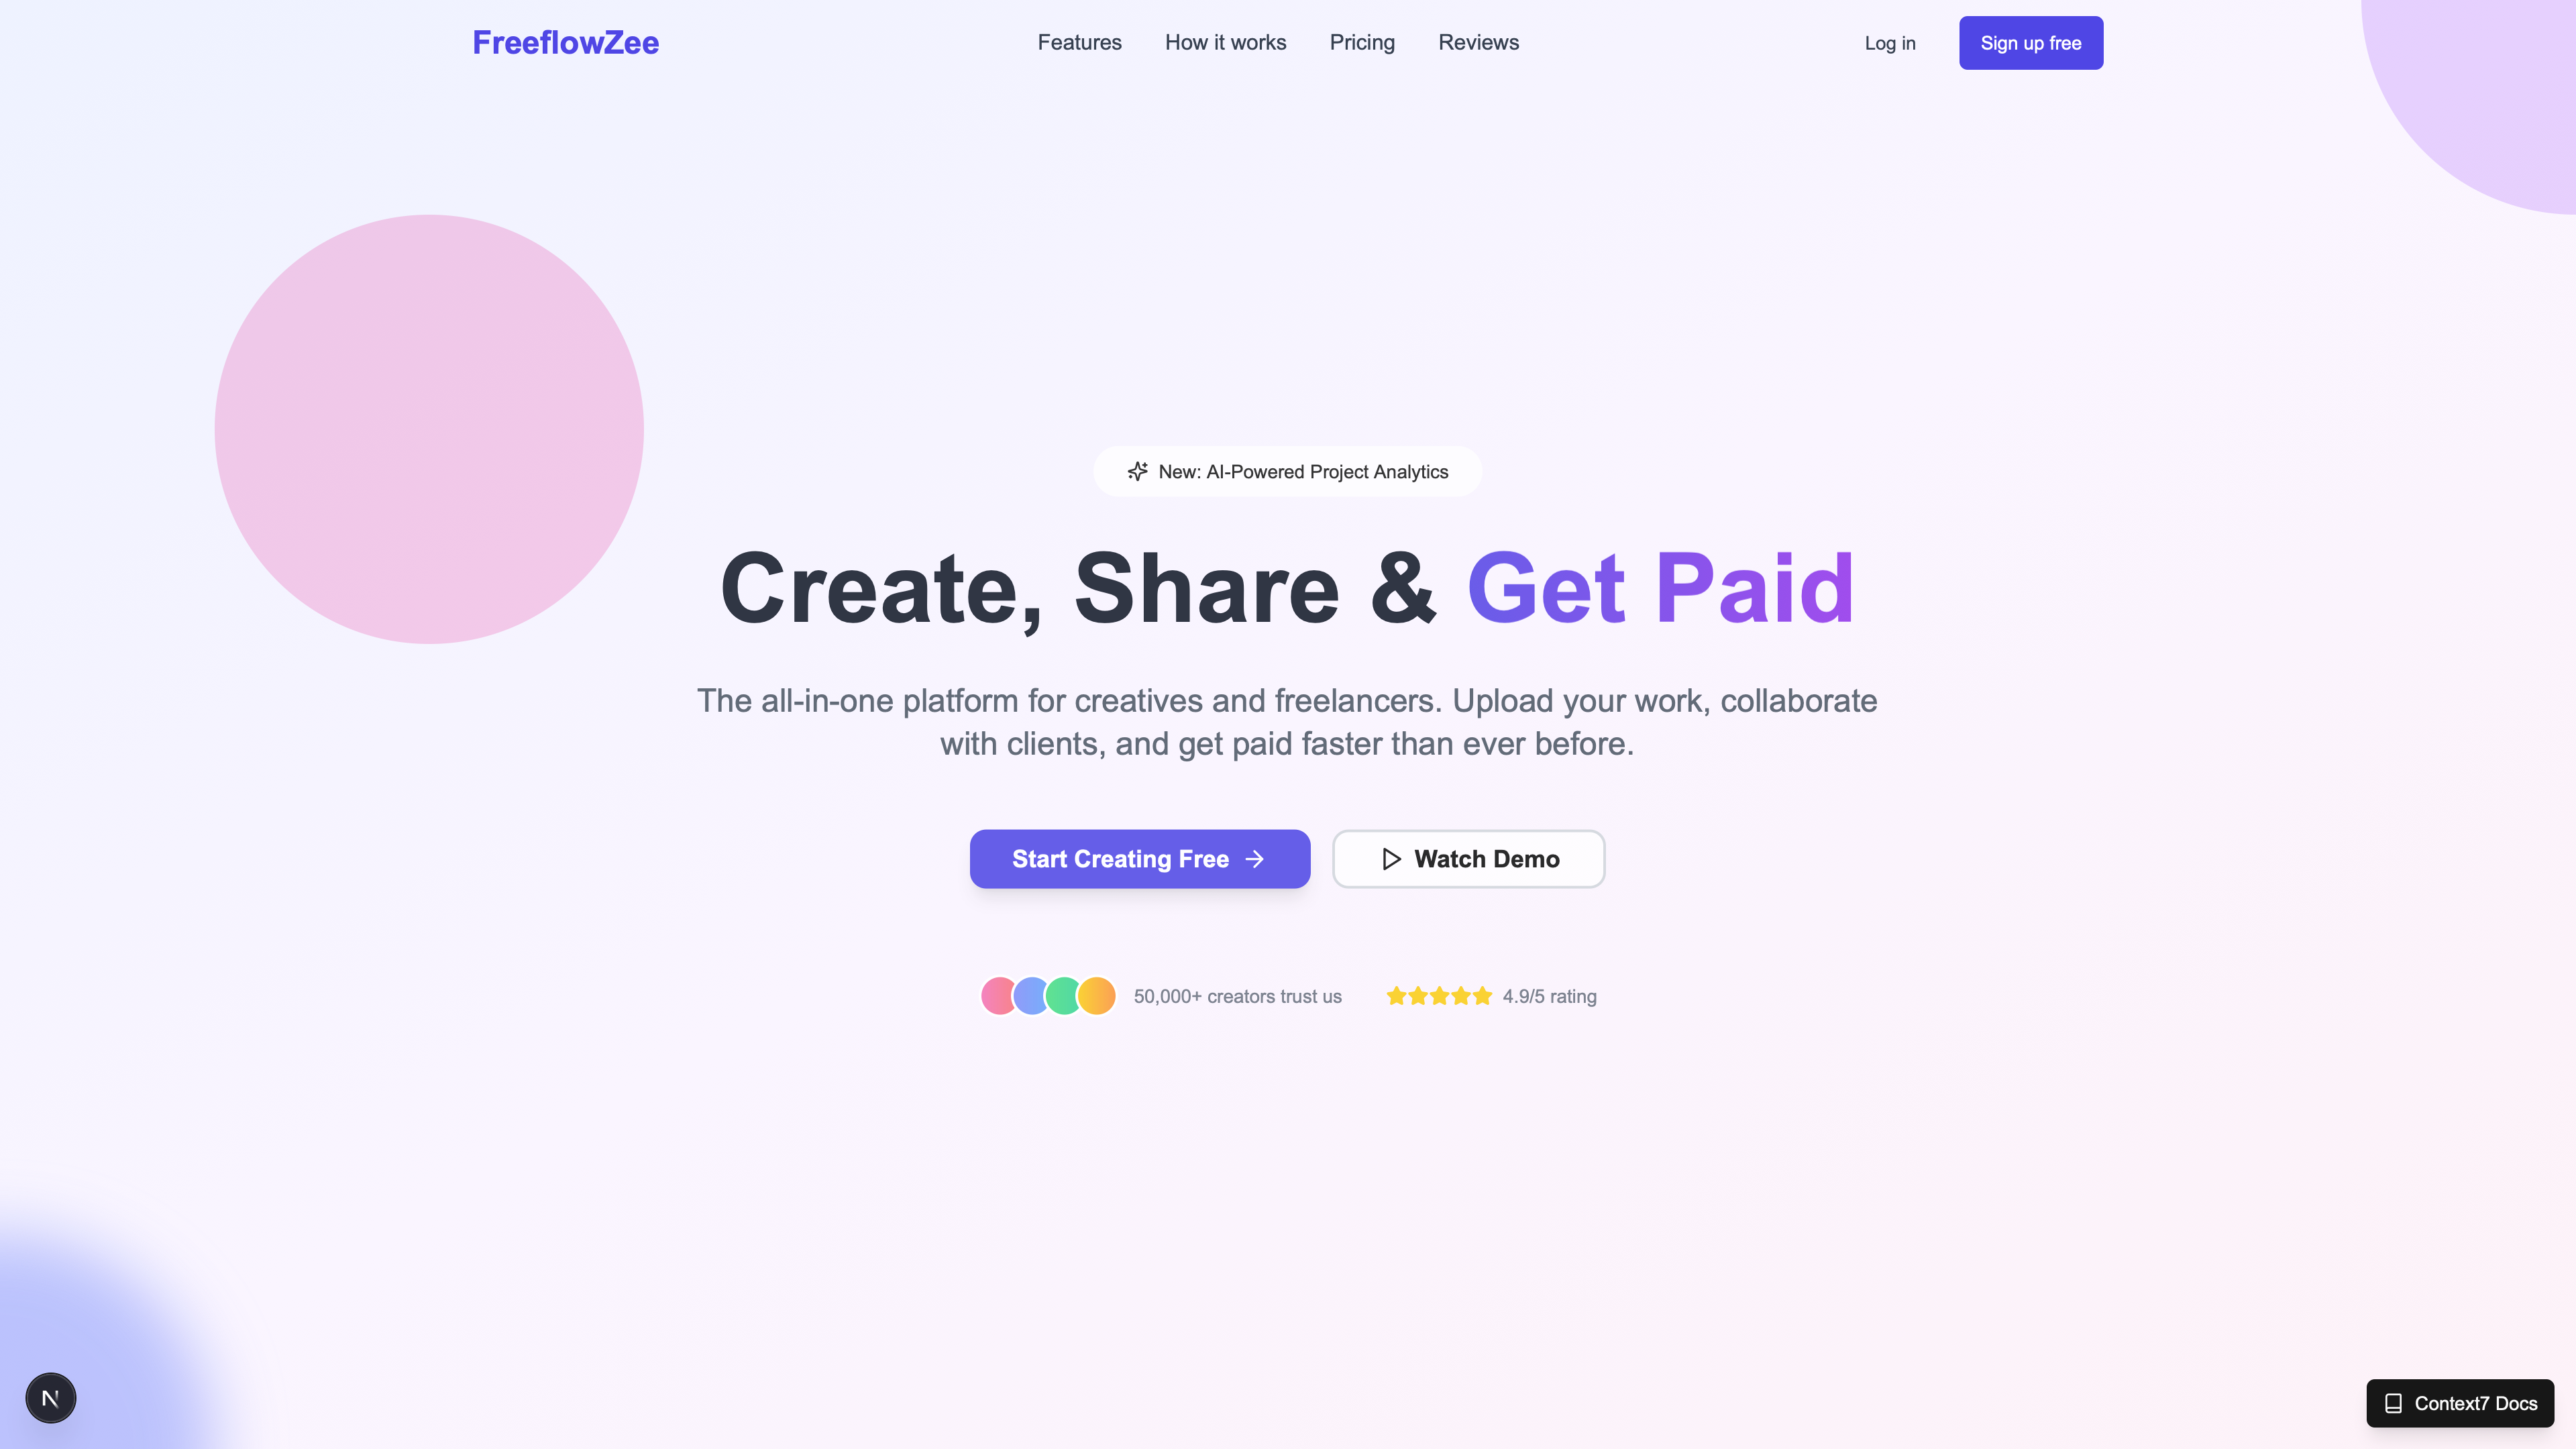 FreeflowZee
Features
How it works
Pricing
Reviews
Log in
Sign up free
New: AI-Powered Project Analytics
Create, Share & Get Paid
The all-in-one platform for creatives and freelancers. Upload your work, collaborate
with clients, and get paid faster than ever before.
Start Creating Free
Watch Demo
50,000+ creators trust us
4.9/5 rating
N
Context7 Docs